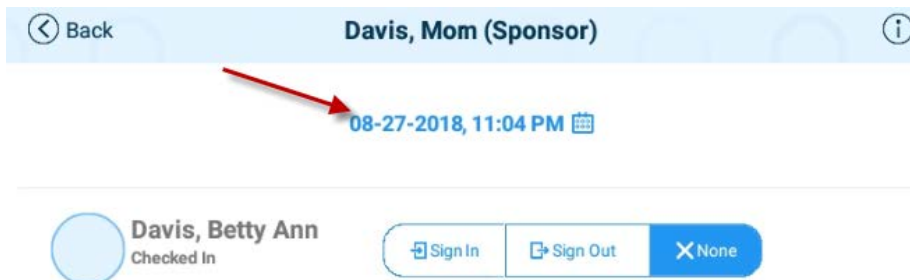 Back
Davis, Mom (Sponsor)
08-27-2018, 11:04 PM
Davis, Betty Ann
Checked In
Sign In
Sign Out
None